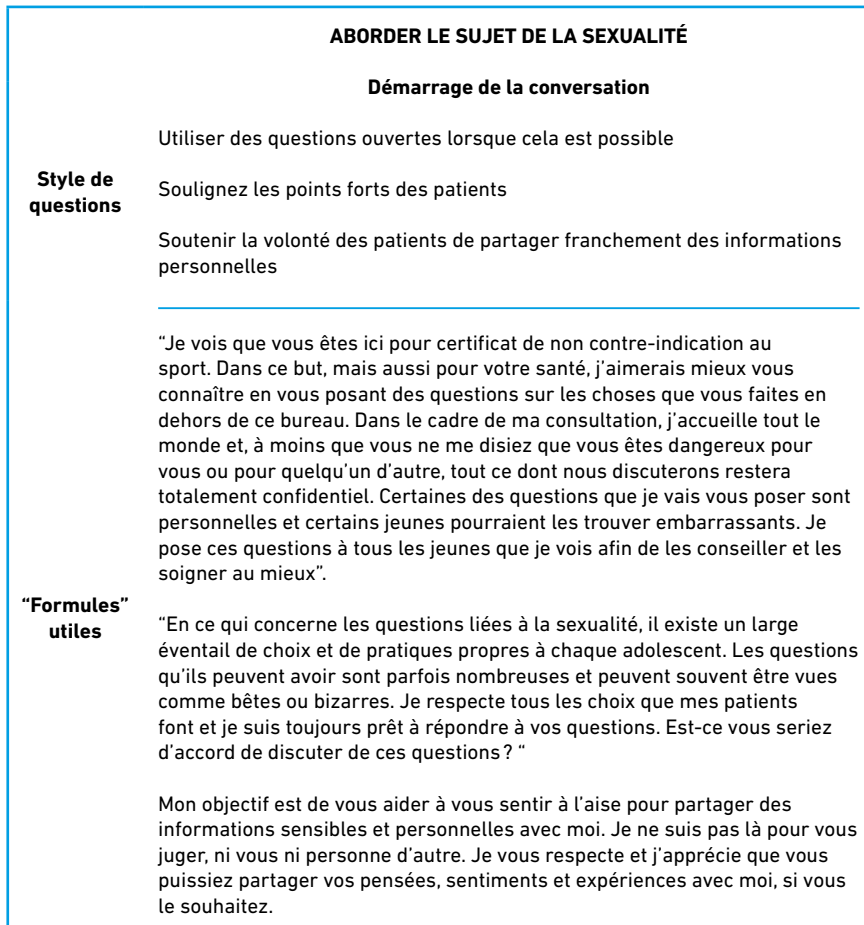 ABORDER LE SUJET DE LA SEXUALITÉ
Démarrage de la conversation
Style de
questions
Utiliser des questions ouvertes lorsque cela est possible
Soulignez les points forts des patients
Soutenir la volonté des patients de partager franchement des informations
personnelles
“Formules”
utiles
“Je vois que vous êtes ici pour certificat de non contre-indication au
sport. Dans ce but, mais aussi pour votre santé, j’aimerais mieux vous
connaître en vous posant des questions sur les choses que vous faites en
dehors de ce bureau. Dans le cadre de ma consultation, j’accueille tout le
monde et, à moins que vous ne me disiez que vous êtes dangereux pour
vous ou pour quelqu’un d’autre, tout ce dont nous discuterons restera
totalement confidentiel. Certaines des questions que je vais vous poser sont
personnelles et certains jeunes pourraient les trouver embarrassants. Je
pose ces questions à tous les jeunes que je vois afin de les conseiller et les
soigner au mieux”.
“En ce qui concerne les questions liées à la sexualité, il existe un large
éventail de choix et de pratiques propres à chaque adolescent. Les questions
qu’ils peuvent avoir sont parfois nombreuses et peuvent souvent être vues
comme bêtes ou bizarres. Je respecte tous les choix que mes patients
font et je suis toujours prêt à répondre à vos questions. Est-ce vous seriez
d’accord de discuter de ces questions ? “
Mon objectif est de vous aider à vous sentir à l’aise pour partager des
informations sensibles et personnelles avec moi. Je ne suis pas là pour vous
juger, ni vous ni personne d’autre. Je vous respecte et j’apprécie que vous
puissiez partager vos pensées, sentiments et expériences avec moi, si vous
le souhaitez.